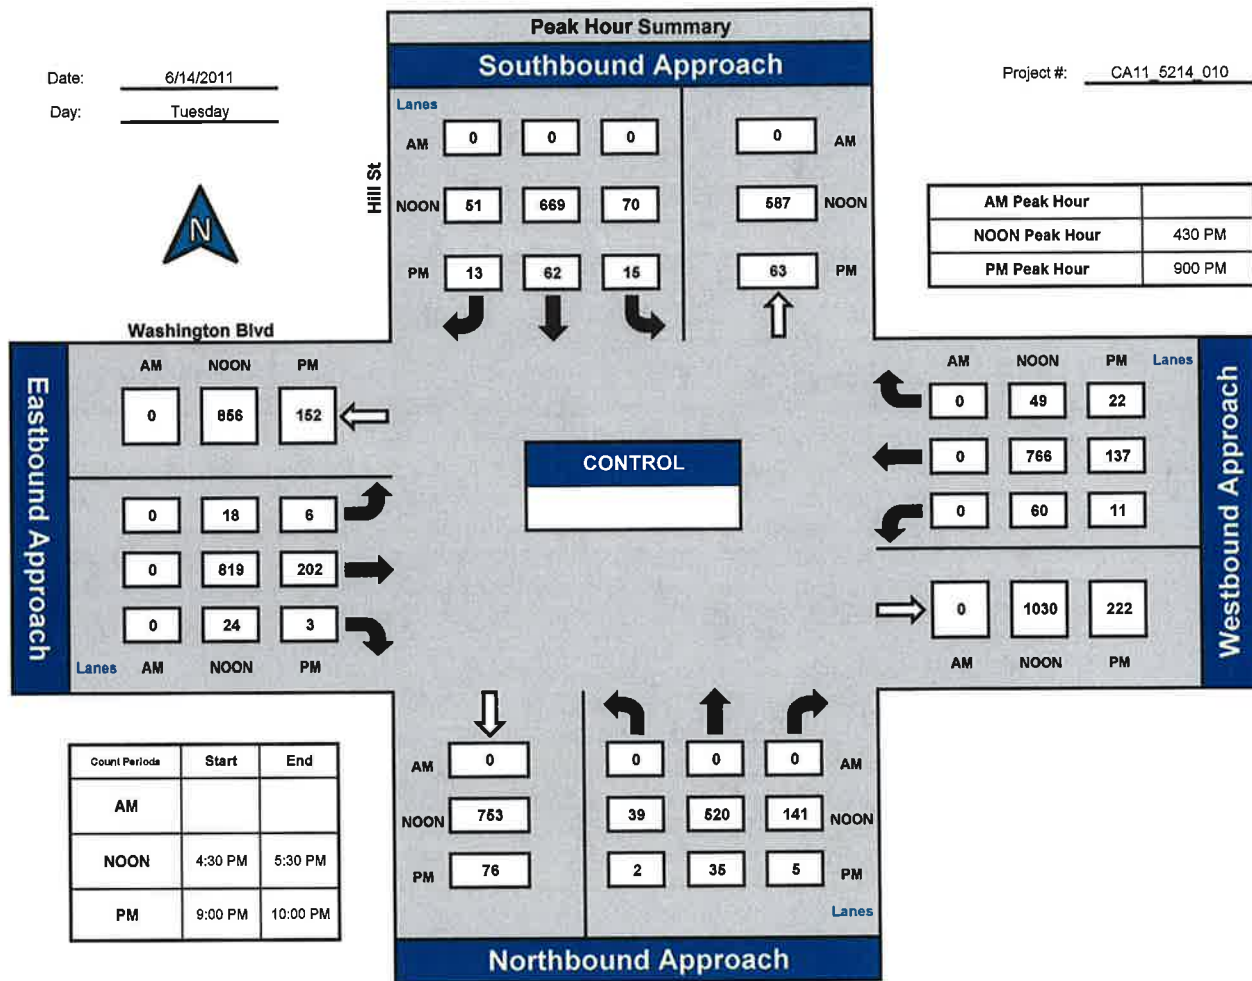 Peak Hour Summary
Southbound Approach
Date: 6/14/2011
Day: Tuesday
Project #: CA11_5214_010
N
Hill St
Lanes
AM 0 0 0 0 AM
NOON 51 669 70 587 NOON
PM 13 62 15 63 PM
AM Peak Hour
NOON Peak Hour 430 PM
PM Peak Hour 900 PM
Washington Blvd
Eastbound Approach
AM NOON PM
0 856 152
0 18 6
0 819 202
0 24 3
Lanes AM NOON PM
CONTROL
Westbound Approach
AM NOON PM Lanes
0 49 22
0 766 137
0 60 11
0 1030 222
AM NOON PM
Count Periods Start End
AM
NOON 4:30 PM 5:30 PM
PM 9:00 PM 10:00 PM
AM 0 0 0 0 AM
NOON 753 39 520 141 NOON
PM 76 2 35 5 PM
Lanes
Northbound Approach